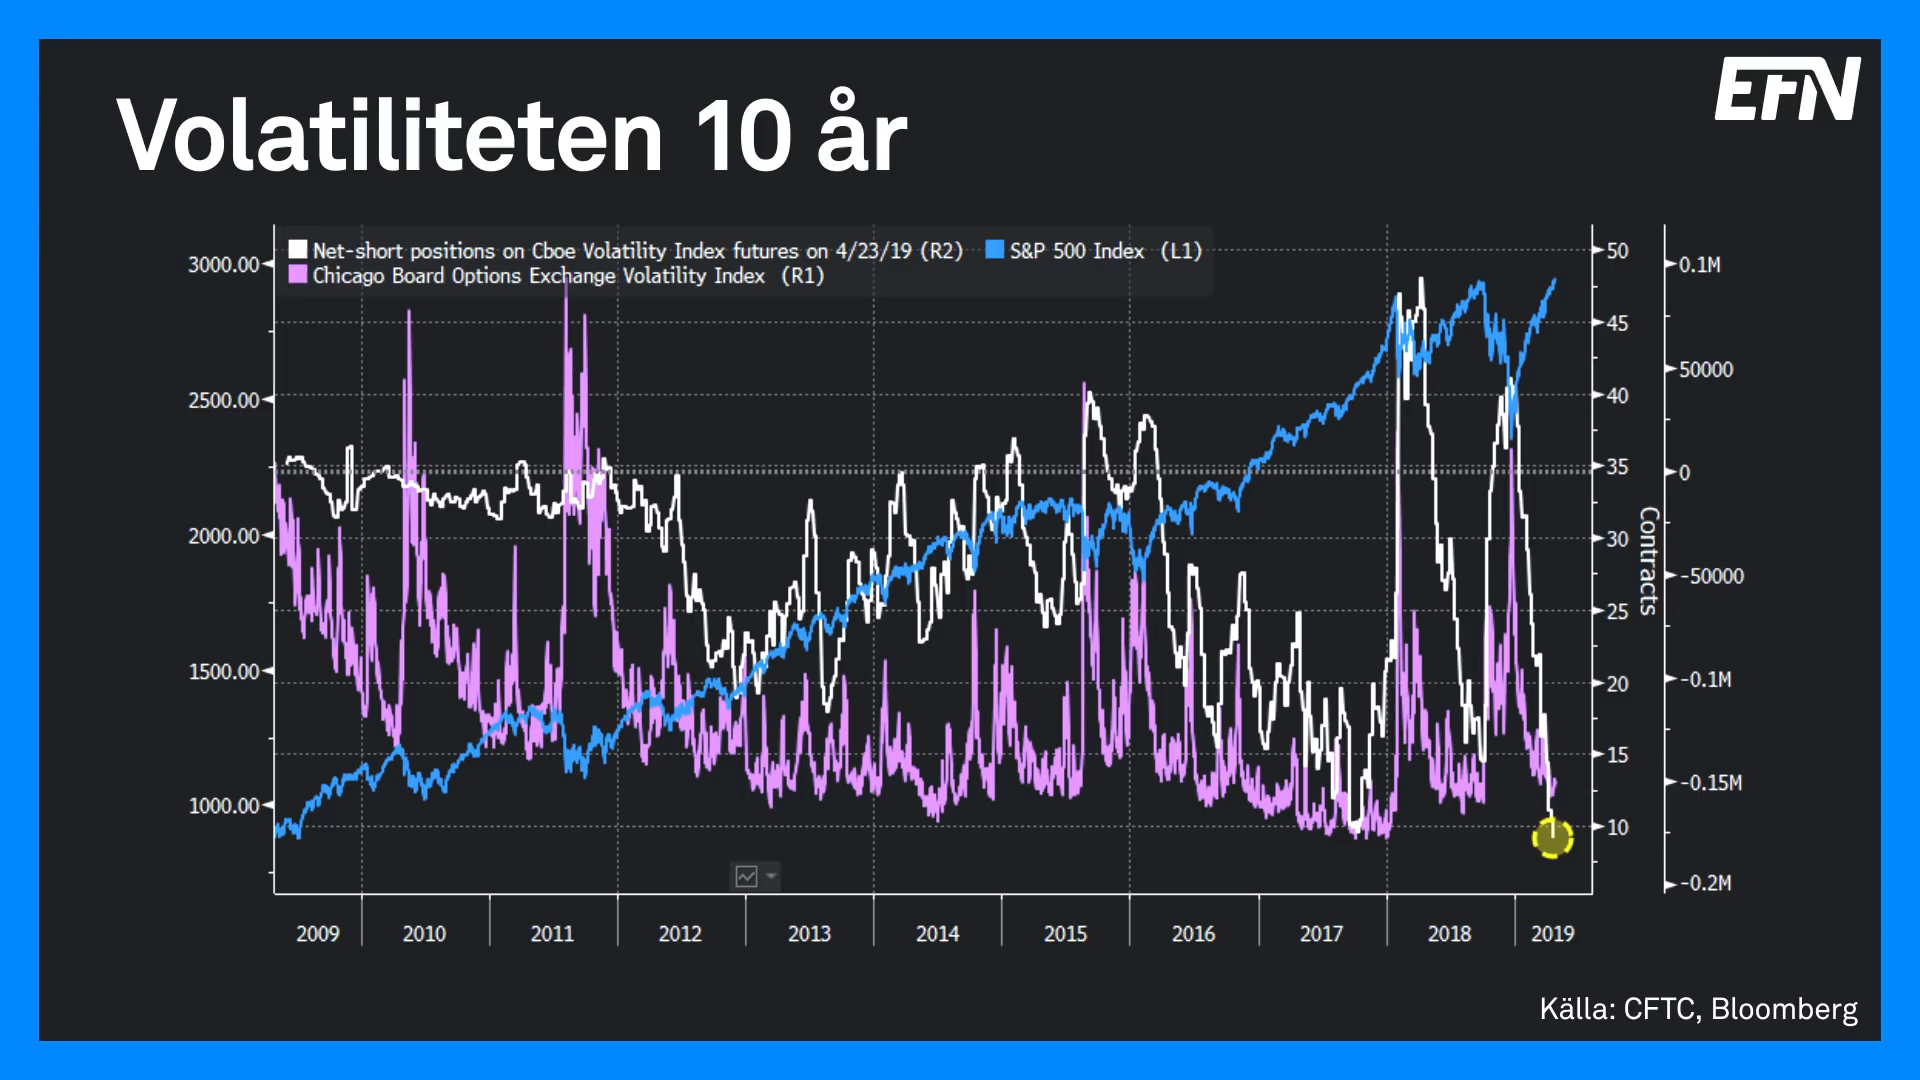 EFN
Volatiliteten 10 år
Net-short positions on Cboe Volatility Index futures on 4/23/19 (R2) S&P 500 Index (L1)
Chicago Board Options Exchange Volatility Index (R1)
3000.00
2500.00
2000.00
1500.00
1000.00
50
45
40
35
30
25
20
15
10
Contracts
0.1M
50000
0
-50000
-0.1M
-0.15M
-0.2M
2009 2010 2011 2012 2013 2014 2015 2016 2017 2018 2019
Källa: CFTC, Bloomberg